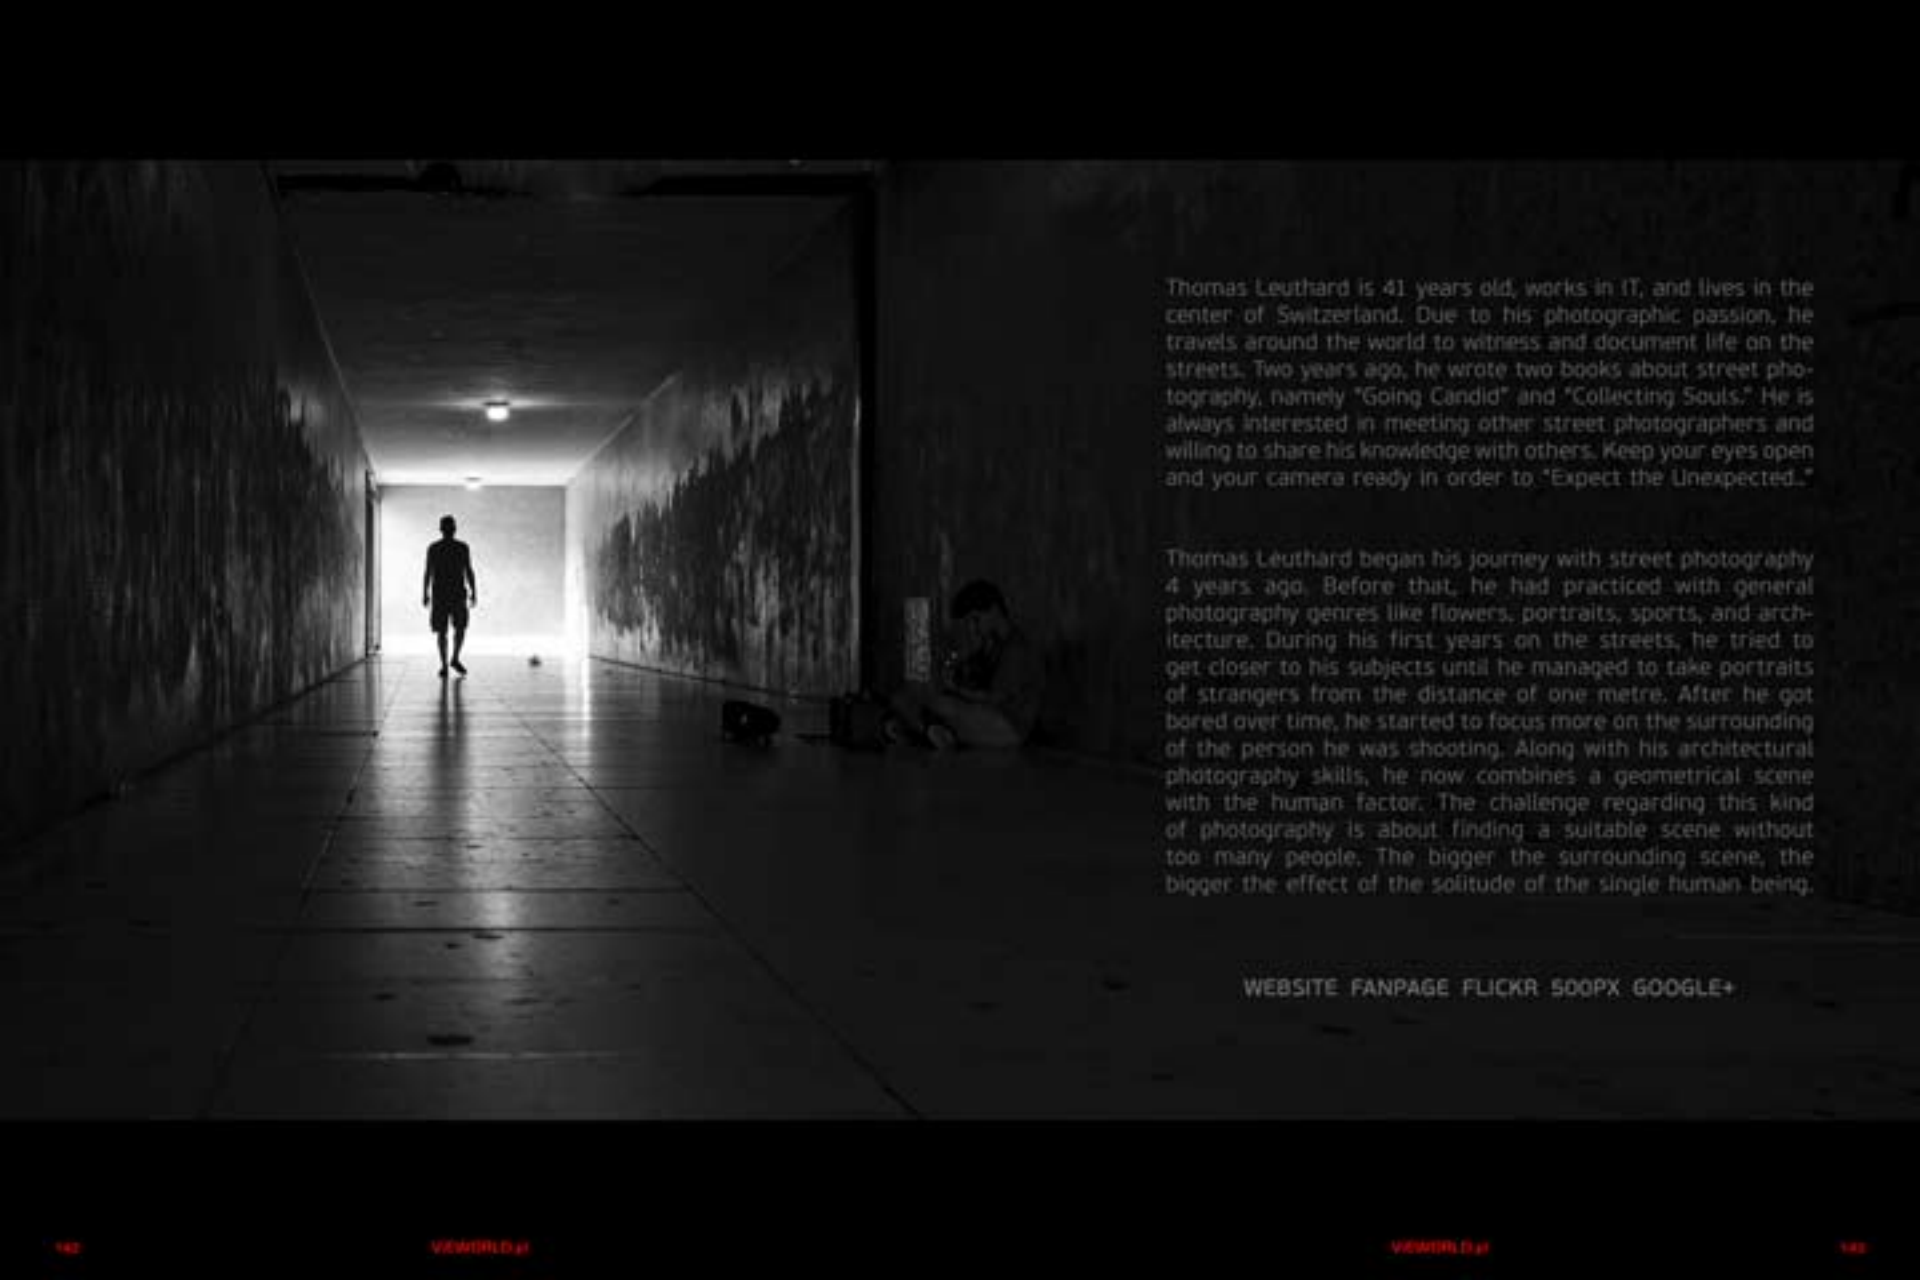 Thomas Leuthard is 41 years old, works in IT, and lives in the
center of Switzerland. Due to his photographic passion, he
travels around the world to witness and document life on the
streets. Two years ago, he wrote two books about street pho-
tography, namely "Going Candid" and "Collecting Souls." He is
always interested in meeting other street photographers and
willing to share his knowledge with others. Keep your eyes open
and your camera ready in order to "Expect the Unexpected.."
Thomas Leuthard began his journey with street photography
4 years ago. Before that, he had practiced with general
photography genres like flowers, portraits, sports, and arch-
itecture. During his first years on the streets, he tried to
get closer to his subjects until he managed to take portraits
of strangers from the distance of one metre. After he got
bored over time, he started to focus more on the surrounding
of the person he was shooting. Along with his architectural
photography skills, he now combines a geometrical scene
with the human factor. The challenge regarding this kind
of photography is about finding a suitable scene without
too many people. The bigger the surrounding scene, the
bigger the effect of the solitude of the single human being.
WEBSITE FANPAGE FLICKR 500PX GOOGLE+
VIEWORLD.pl
VIEWORLD.pl